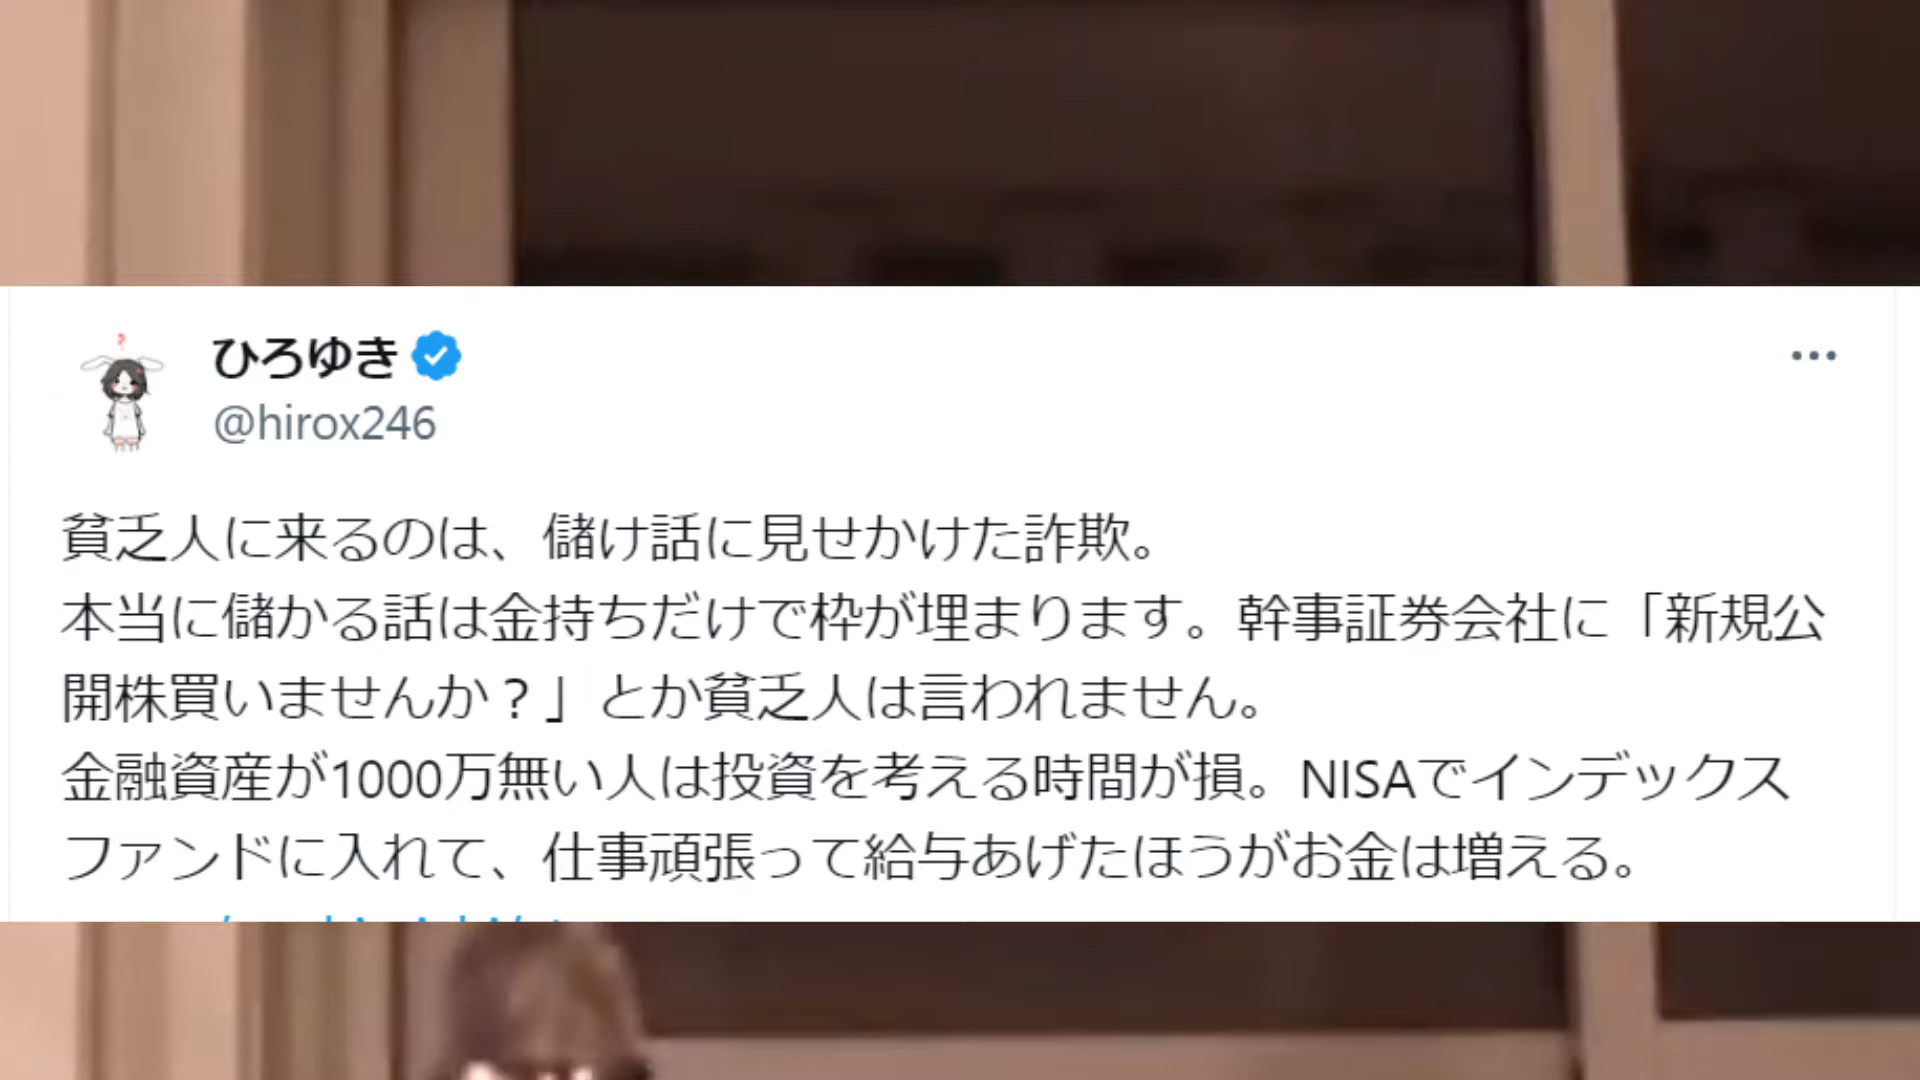 ひろゆき
@hirox246
貧乏人に来るのは、儲け話に見せかけた詐欺。
本当に儲かる話は金持ちだけで枠が埋まります。幹事証券会社に「新規公
開株買いませんか？」とか貧乏人は言われません。
金融資産が1000万無い人は投資を考える時間が損。NISAでインデックス
ファンドに入れて、仕事頑張って給与あげたほうがお金は増える。